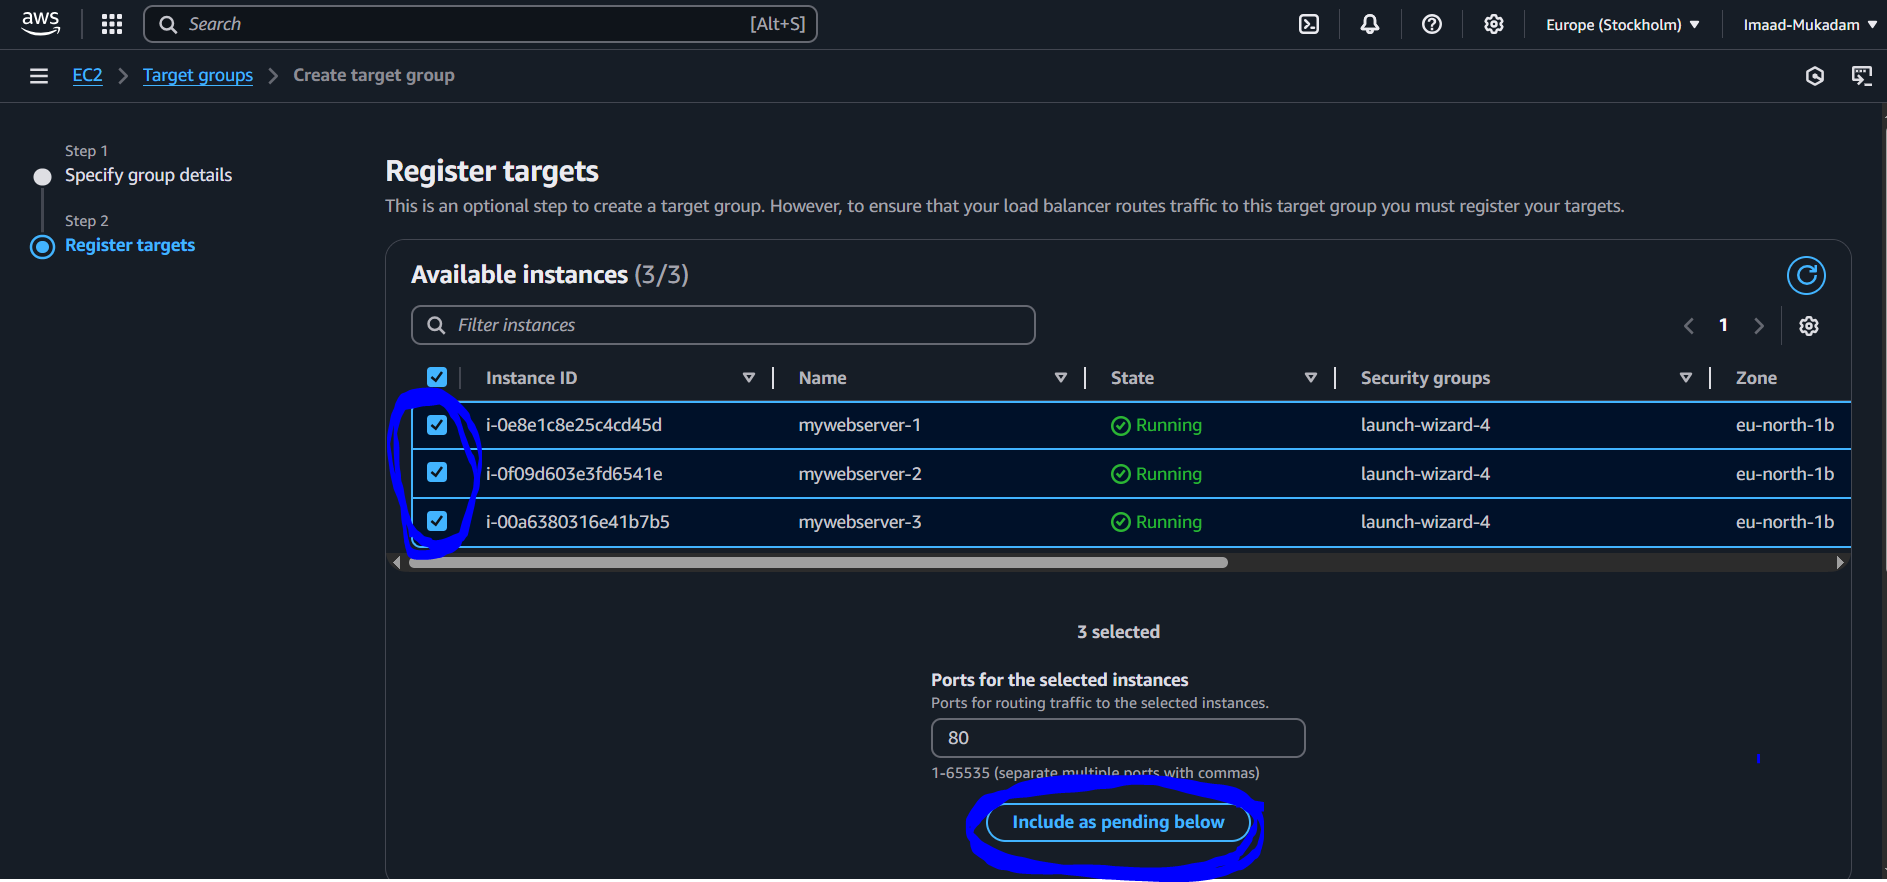 aws
Search [Alt+S]
Europe (Stockholm)
Imaad-Mukadam
EC2 > Target groups > Create target group
Step 1
Specify group details
Step 2
Register targets
Register targets
This is an optional step to create a target group. However, to ensure that your load balancer routes traffic to this target group you must register your targets.
Available instances (3/3)
Filter instances
1
Instance ID Name State Security groups Zone
i-0e8e1c8e25c4cd45d mywebserver-1 Running launch-wizard-4 eu-north-1b
i-0f09d603e3fd6541e mywebserver-2 Running launch-wizard-4 eu-north-1b
i-00a6380316e41b7b5 mywebserver-3 Running launch-wizard-4 eu-north-1b
3 selected
Ports for the selected instances
Ports for routing traffic to the selected instances.
80
1-65535 (separate multiple ports with commas)
Include as pending below